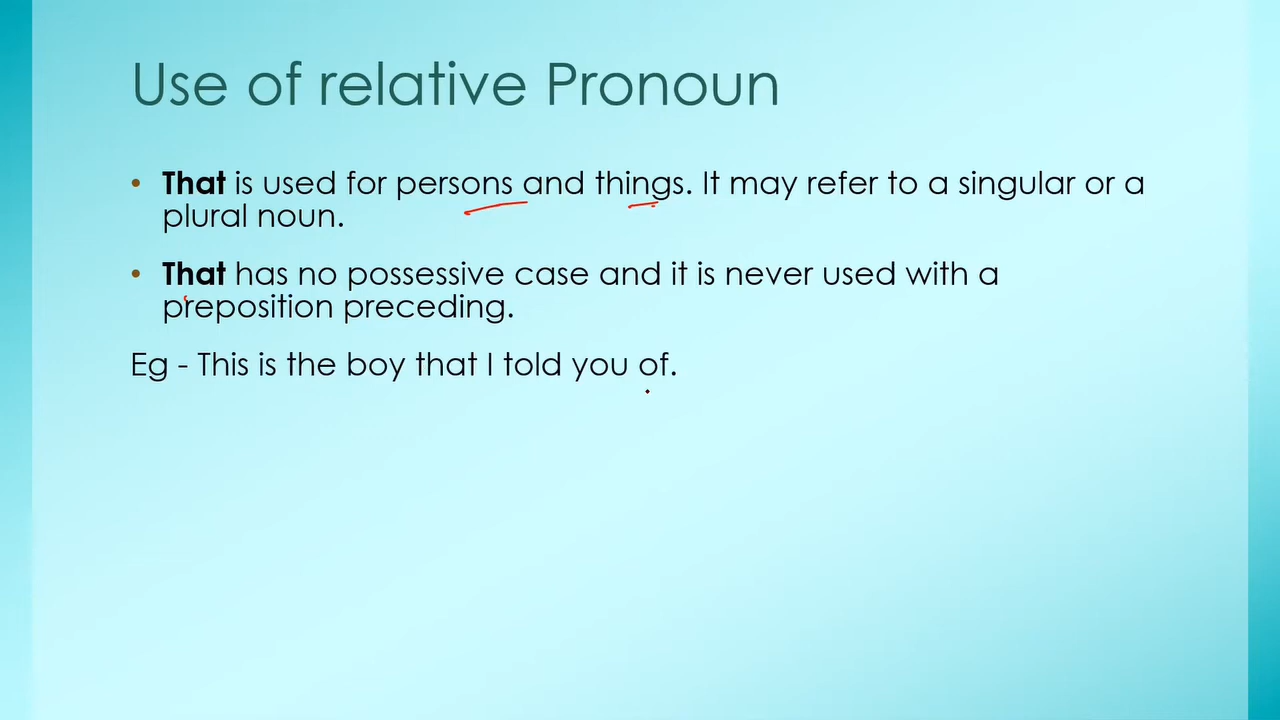 Use of relative Pronoun
• That is used for persons and things. It may refer to a singular or a
plural noun.
• That has no possessive case and it is never used with a
preposition preceding.
Eg - This is the boy that I told you of.